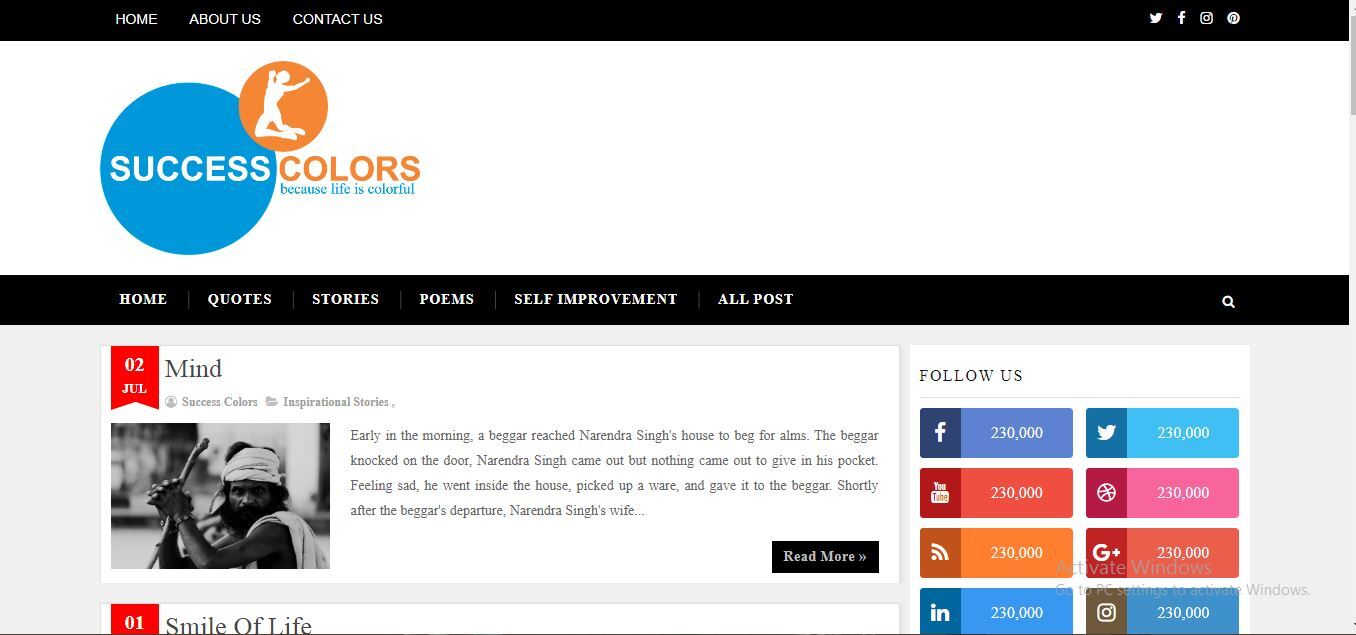 HOME ABOUT US CONTACT US
SUCCESS COLORS
because life is colorful
HOME QUOTES STORIES POEMS SELF IMPROVEMENT ALL POST
02
JUL
Mind
Success Colors Inspirational Stories ,
Early in the morning, a beggar reached Narendra Singh's house to beg for alms. The beggar
knocked on the door, Narendra Singh came out but nothing came out to give in his pocket.
Feeling sad, he went inside the house, picked up a ware, and gave it to the beggar. Shortly
after the beggar's departure, Narendra Singh's wife...
Read More »
01
Smile Of Life
FOLLOW US
230,000 230,000
You
Tube
230,000 230,000
230,000 G+ 230,000
in 230,000 230,000
Activate Windows
Go to PC settings to activate Windows.